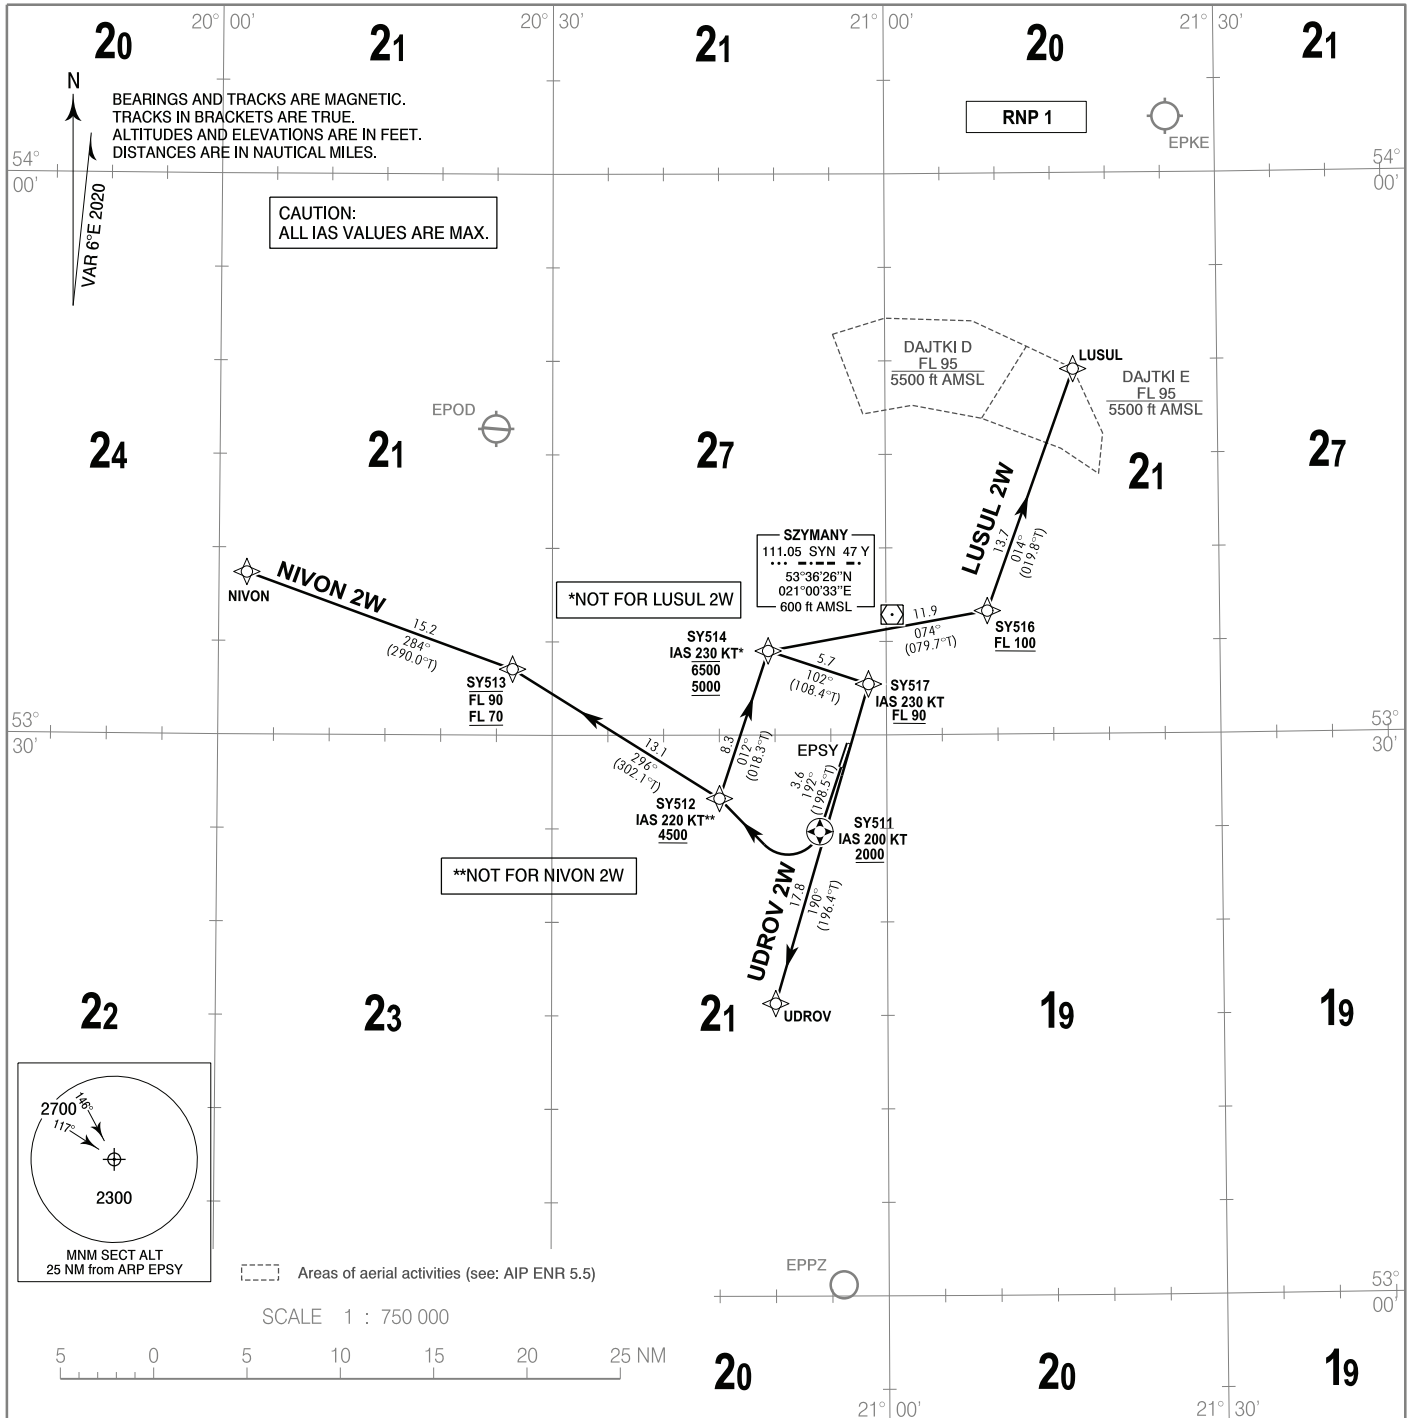 20° 00'
20° 30'
21° 00'
21° 30'
20
21
21
20
21
N
BEARINGS AND TRACKS ARE MAGNETIC.
TRACKS IN BRACKETS ARE TRUE.
ALTITUDES AND ELEVATIONS ARE IN FEET.
DISTANCES ARE IN NAUTICAL MILES.
VAR 6°E 2020
RNP 1
EPKE
54°
00'
54°
00'
CAUTION:
ALL IAS VALUES ARE MAX.
DAJTKI D
FL 95
5500 ft AMSL
LUSUL
DAJTKI E
FL 95
5500 ft AMSL
EPOD
24
21
27
21
27
LUSUL 2W
13.7
014°
(019.8°T)
SZYMANY
111.05 SYN 47 Y
53°36'26"N
021°00'33"E
600 ft AMSL
NIVON
NIVON 2W
15.2
284°
(290.0°T)
*NOT FOR LUSUL 2W
11.9
074°
(079.7°T)
SY516
FL 100
SY514
IAS 230 KT*
6500
5000
5.7
102°
(108.4°T)
SY517
IAS 230 KT
FL 90
SY513
FL 90
FL 70
53°
30'
53°
30'
13.1
296°
(302.1°T)
8.3
012°
(018.3°T)
EPSY
3.6
192°
(198.5°T)
SY512
IAS 220 KT**
4500
SY511
IAS 200 KT
2000
**NOT FOR NIVON 2W
UDROV 2W
17.8
190°
(196.4°T)
UDROV
22
23
21
19
19
2700
146°
117°
2300
MNM SECT ALT
25 NM from ARP EPSY
Areas of aerial activities (see: AIP ENR 5.5)
EPPZ
53°
00'
SCALE 1 : 750 000
5 0 5 10 15 20 25 NM
20
20
19
21° 00'
21° 30'